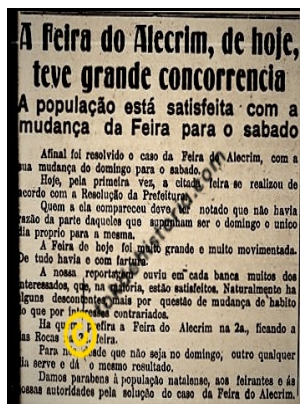 A Feira do Alecrim, de hoje,
teve grande concorrencia
A população está satisfeita com a
mudança da Feira para o sabado
Afinal foi resolvido o caso da Feira do Alecrim, com a
sua mudança do domingo para o sabado.
Hoje, pela primeira vez, a citada feira se realizou de
acordo com a Resolução da Prefeitura.
Quem a ela compareceu deve ter notado que não havia
razão da parte daqueles que achavam ser o domingo o unico
dia proprio para a mesma.
A Feira de hoje foi muito grande e muito movimentada.
De tudo havia e com fartura.
A nossa reportagem ouviu em cada banca muitos dos
interessados, que, na maioria, estão satisfeitos. Naturalmente ha
alguns descontentes mais por questão de mudança de habito
do que por interesses contrariados.
Ha quem prefira a Feira do Alecrim na 2a., ficando a
das Rocas feira.
Para nós desde que não seja no domingo, outro qualquer
dia serve e dá o mesmo resultado.
Damos parabens à população natalense, aos feirantes e ás
nossas autoridades pela solução do caso da Feira do Alecrim.